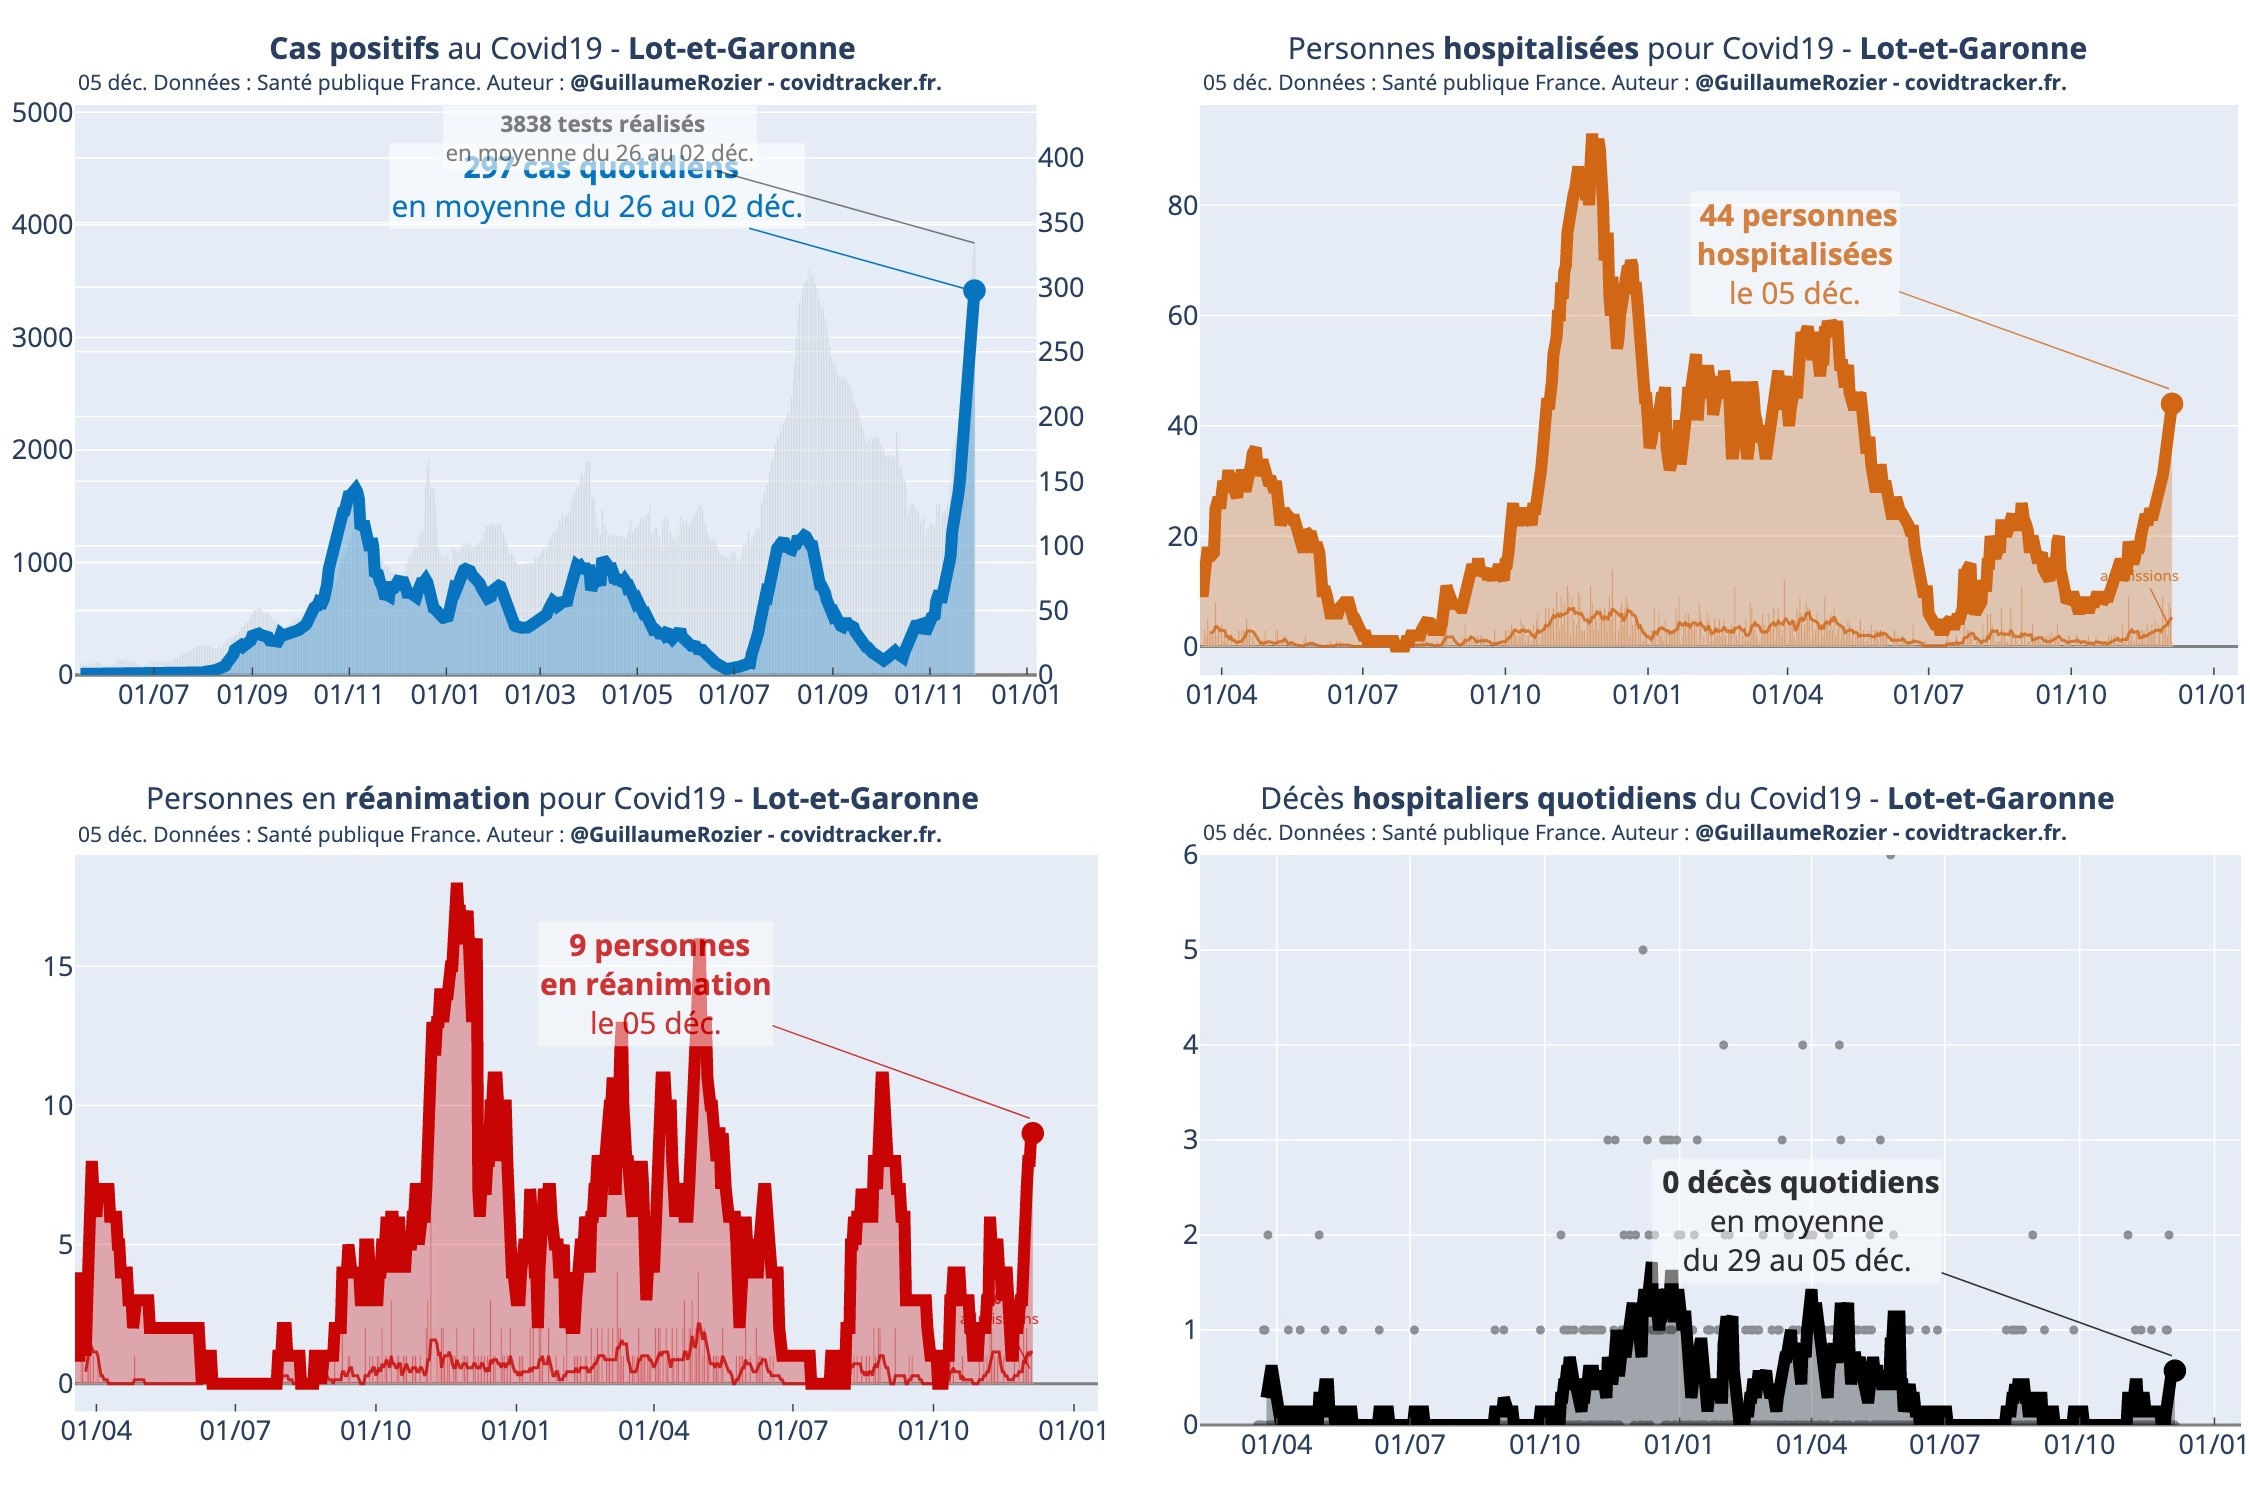 Cas positifs au Covid19 - Lot-et-Garonne
05 déc. Données : Santé publique France. Auteur : @GuillaumeRozier - covidtracker.fr.
5000
4000
3000
2000
1000
0
3838 tests réalisés
en moyenne du 26 au 02 déc.
297 cas quotidiens
en moyenne du 26 au 02 déc.
400
350
300
250
200
150
100
50
0
01/07 01/09 01/11 01/01 01/03 01/05 01/07 01/09 01/11 01/01
Personnes hospitalisées pour Covid19 - Lot-et-Garonne
05 déc. Données : Santé publique France. Auteur : @GuillaumeRozier - covidtracker.fr.
80
60
40
20
0
44 personnes
hospitalisées
le 05 déc.
admissions
01/04 01/07 01/10 01/01 01/04 01/07 01/10 01/01
Personnes en réanimation pour Covid19 - Lot-et-Garonne
05 déc. Données : Santé publique France. Auteur : @GuillaumeRozier - covidtracker.fr.
15
10
5
0
9 personnes
en réanimation
le 05 déc.
admissions
01/04 01/07 01/10 01/01 01/04 01/07 01/10 01/01
Décès hospitaliers quotidiens du Covid19 - Lot-et-Garonne
05 déc. Données : Santé publique France. Auteur : @GuillaumeRozier - covidtracker.fr.
6
5
4
3
2
1
0
0 décès quotidiens
en moyenne
du 29 au 05 déc.
01/04 01/07 01/10 01/01 01/04 01/07 01/10 01/01